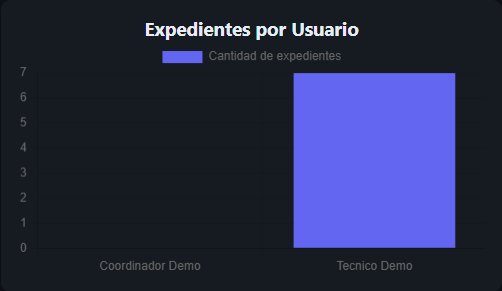 Expedientes por Usuario
Cantidad de expedientes
7
6
5
4
3
2
1
0
Coordinador Demo
Tecnico Demo